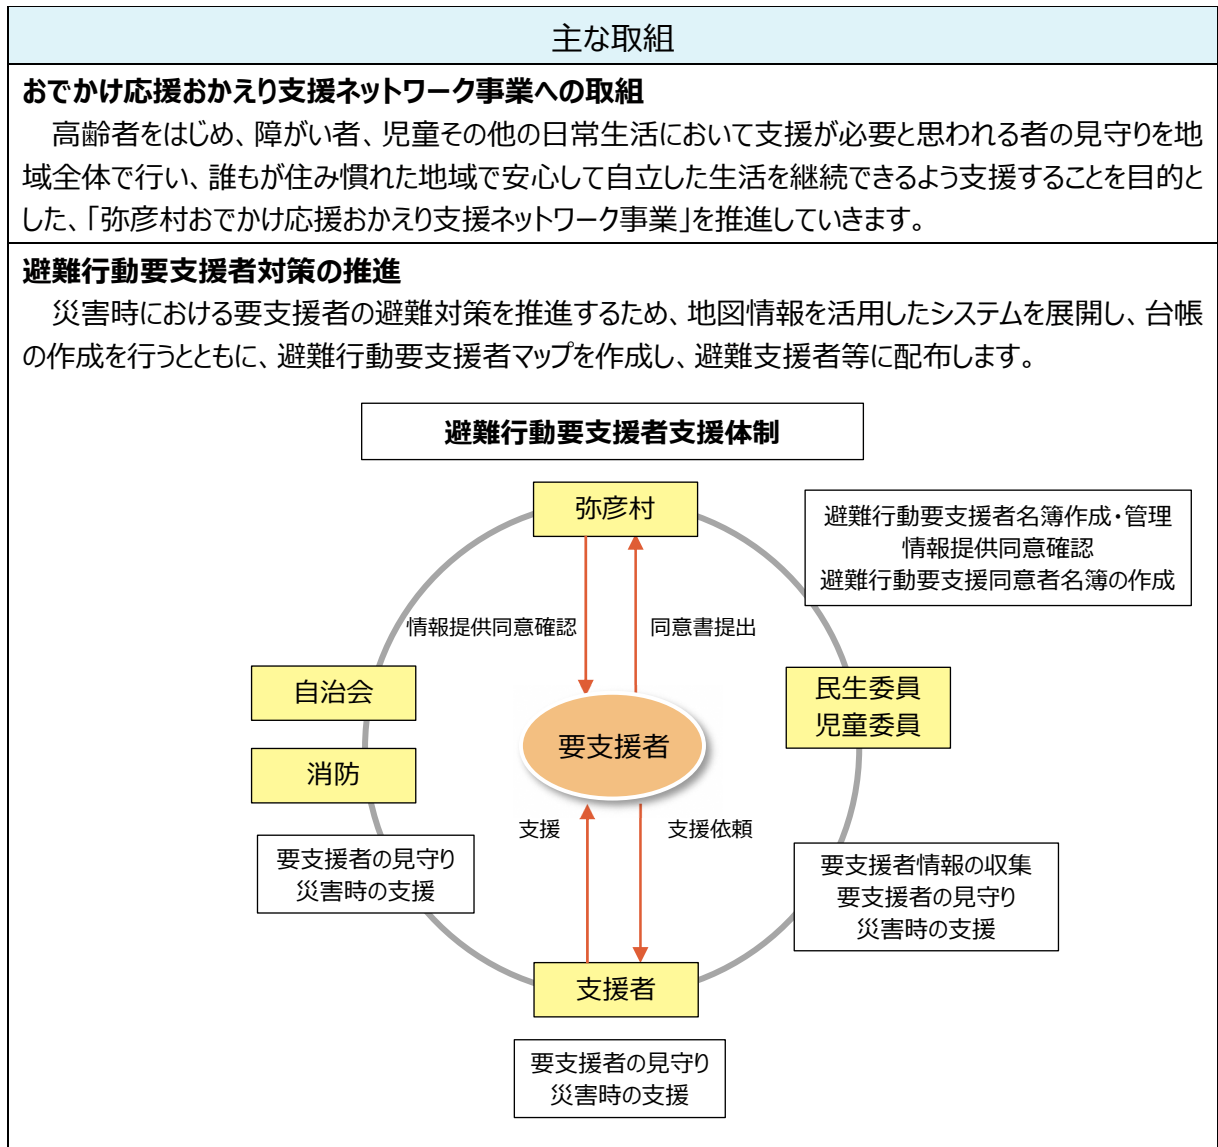 主な取組
おでかけ応援おかえり支援ネットワーク事業への取組
高齢者をはじめ、障がい者、児童その他の日常生活において支援が必要と思われる者の見守りを地
域全体で行い、誰もが住み慣れた地域で安心して自立した生活を継続できるよう支援することを目的と
した、「弥彦村おでかけ応援おかえり支援ネットワーク事業」を推進していきます。
避難行動要支援者対策の推進
災害時における要支援者の避難対策を推進するため、地図情報を活用したシステムを展開し、台帳
の作成を行うとともに、避難行動要支援者マップを作成し、避難支援者等に配布します。
避難行動要支援者支援体制
弥彦村
避難行動要支援者名簿作成・管理
情報提供同意確認
避難行動要支援同意者名簿の作成
情報提供同意確認
同意書提出
自治会
民生委員
児童委員
要支援者
消防
支援
支援依頼
要支援者の見守り
災害時の支援
要支援者情報の収集
要支援者の見守り
災害時の支援
支援者
要支援者の見守り
災害時の支援